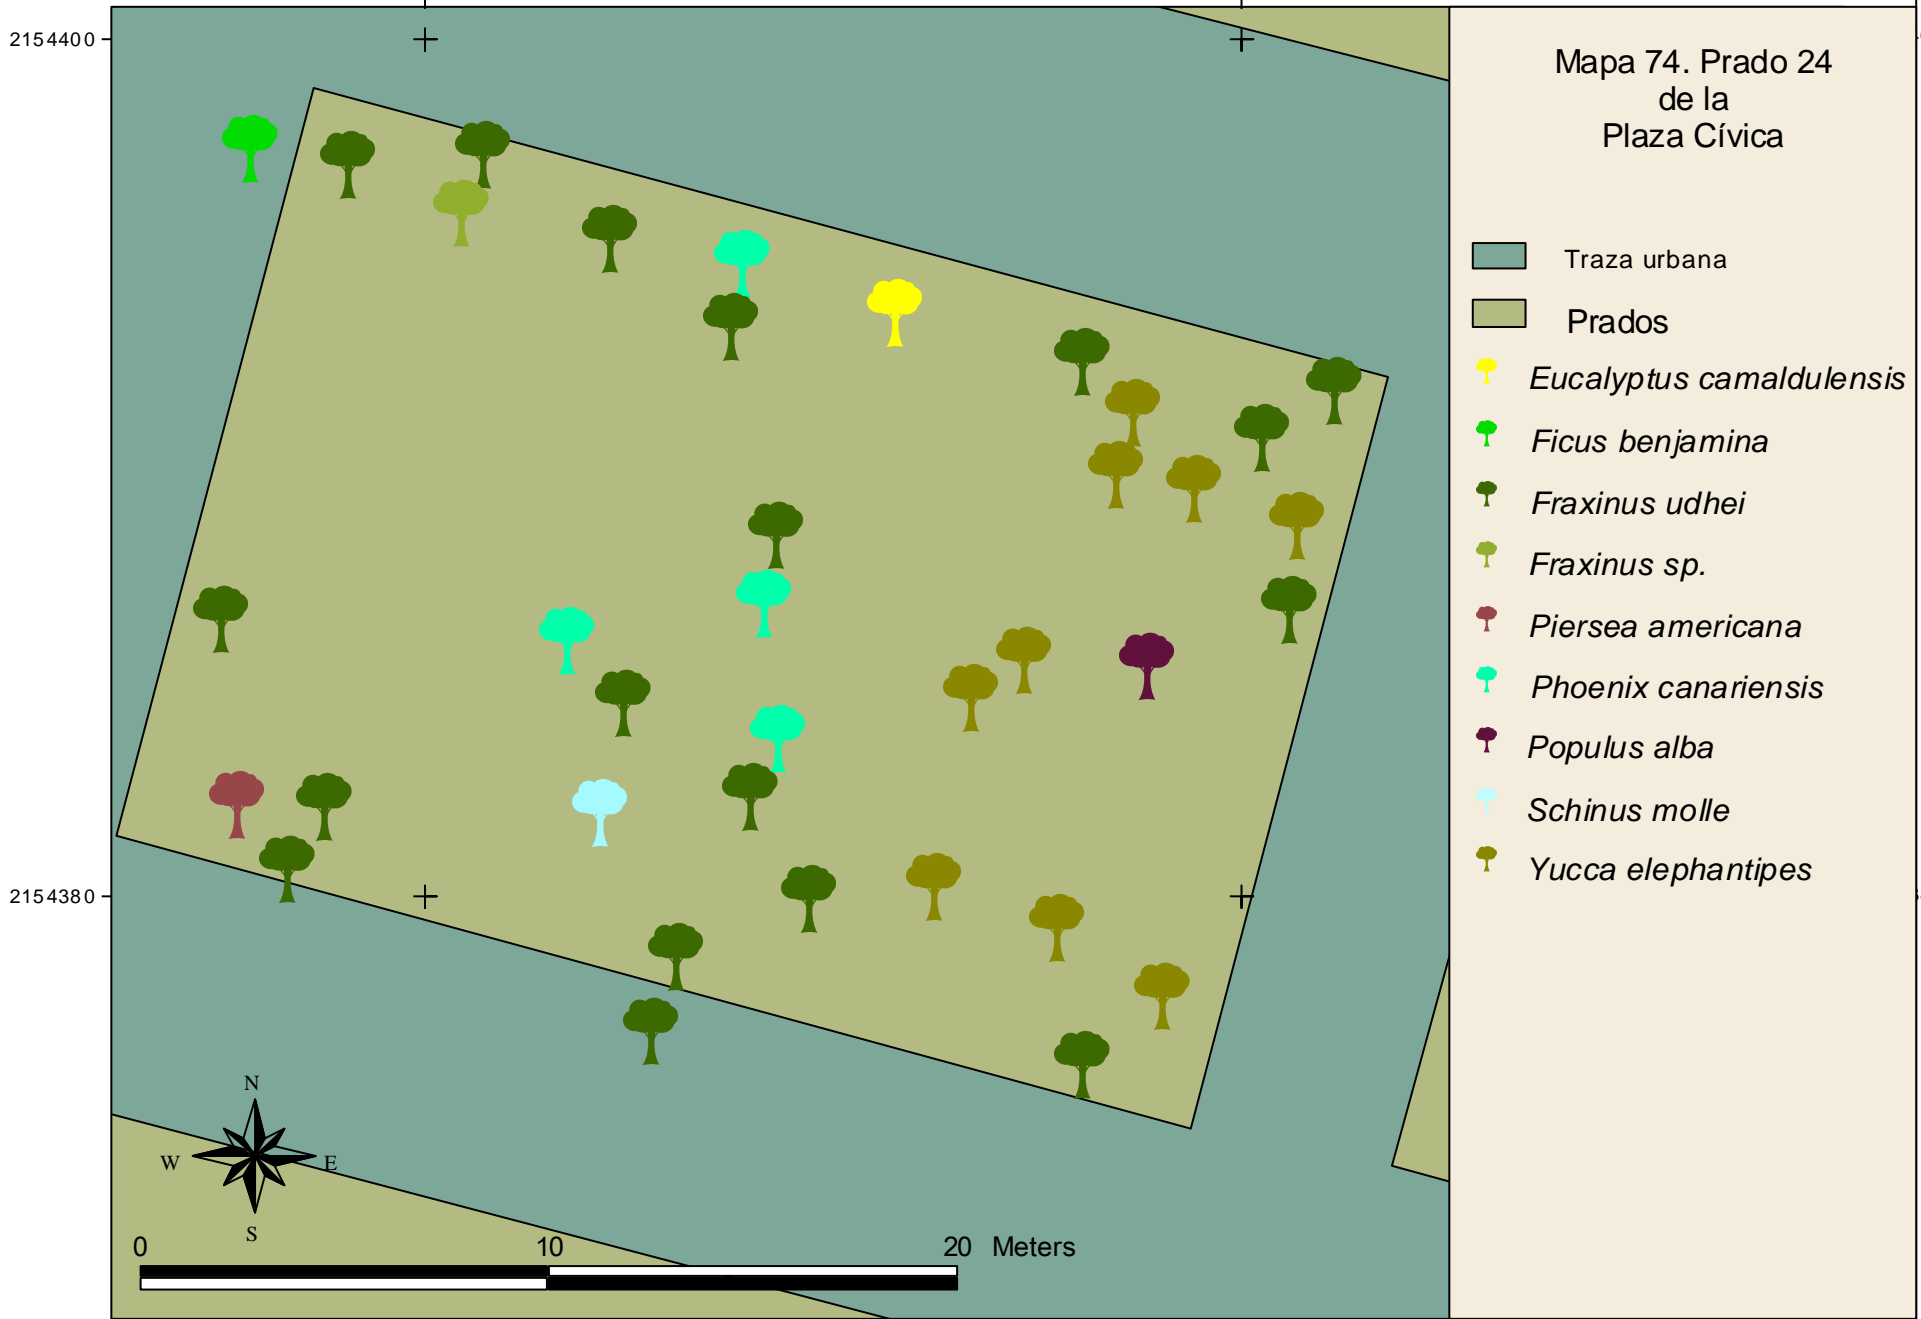 2154400
2154380
Mapa 74. Prado 24
de la
Plaza Cívica
Traza urbana
Prados
Eucalyptus camaldulensis
Ficus benjamina
Fraxinus udhei
Fraxinus sp.
Piersea americana
Phoenix canariensis
Populus alba
Schinus molle
Yucca elephantipes
N
W
E
S
0
10
20 Meters